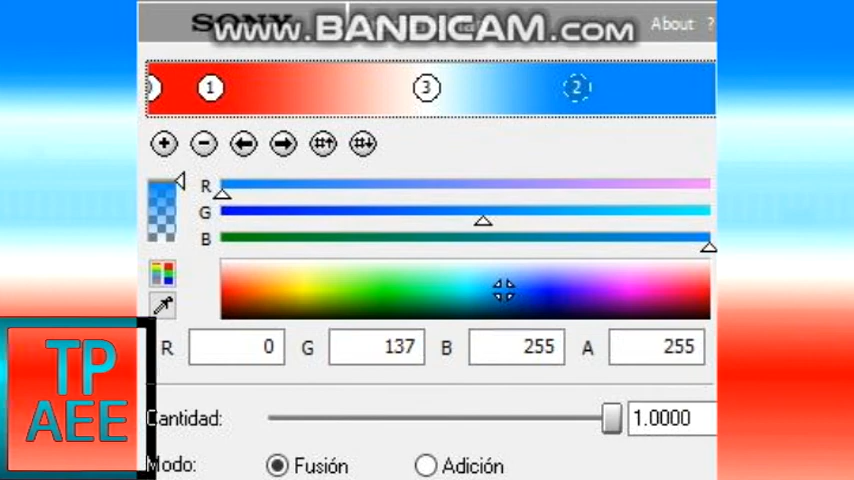 SONY
www.BANDICAM.com
About ?
1 3 2
R
G
B
R 0 G 137 B 255 A 255
TP
AEE
Cantidad: 1.0000
Modo: Fusión Adición